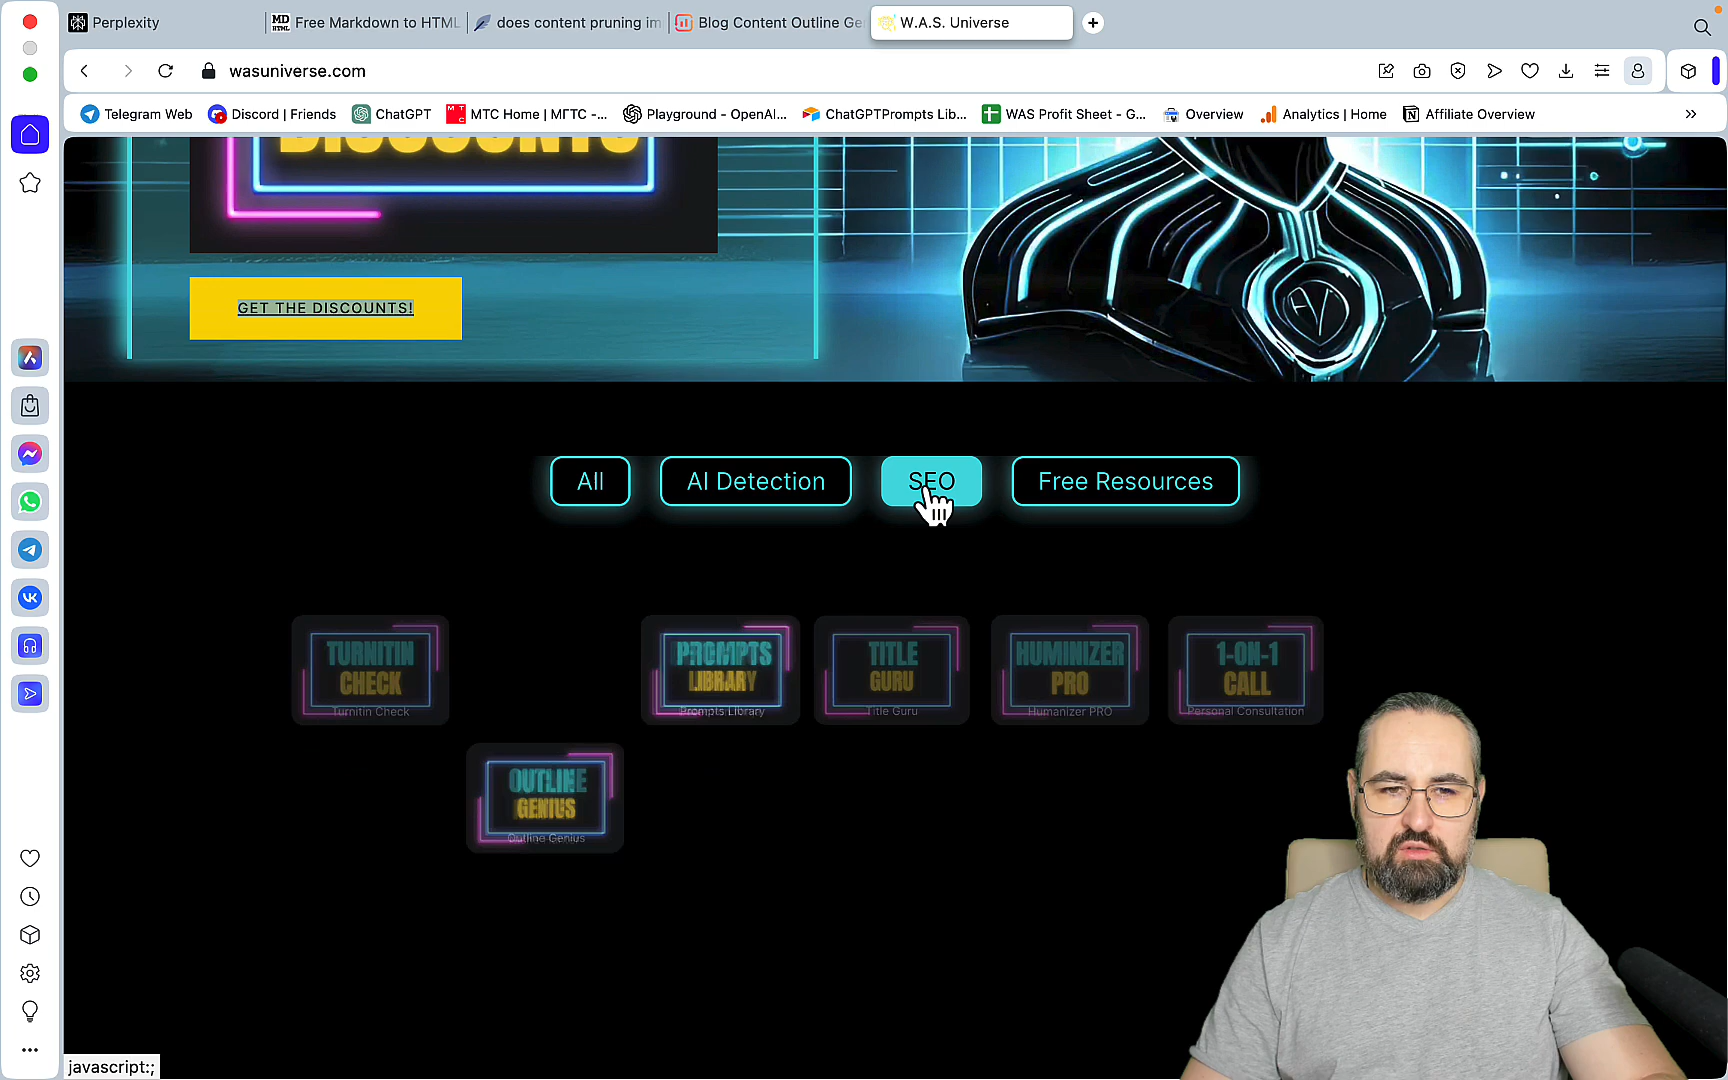 Perplexity
Free Markdown to HTML
does content pruning im
Blog Content Outline Ge
W.A.S. Universe
wasuniverse.com
Telegram Web
Discord | Friends
ChatGPT
МТС Home | МГТС -...
Playground - OpenAI...
ChatGPTPrompts Lib...
WAS Profit Sheet - G...
Overview
Analytics | Home
Affiliate Overview
DISCOUNTS
GET THE DISCOUNTS!
All
AI Detection
SEO
Free Resources
TURNITIN
CHECK
Turnitin Check
PROMPTS
LIBRARY
Prompts Library
TITLE
GURU
Title Guru
HUMINIZER
PRO
Humanizer PRO
1-ON-1
CALL
Personal Consultation
OUTLINE
GENIUS
Outline Genius
javascript:;